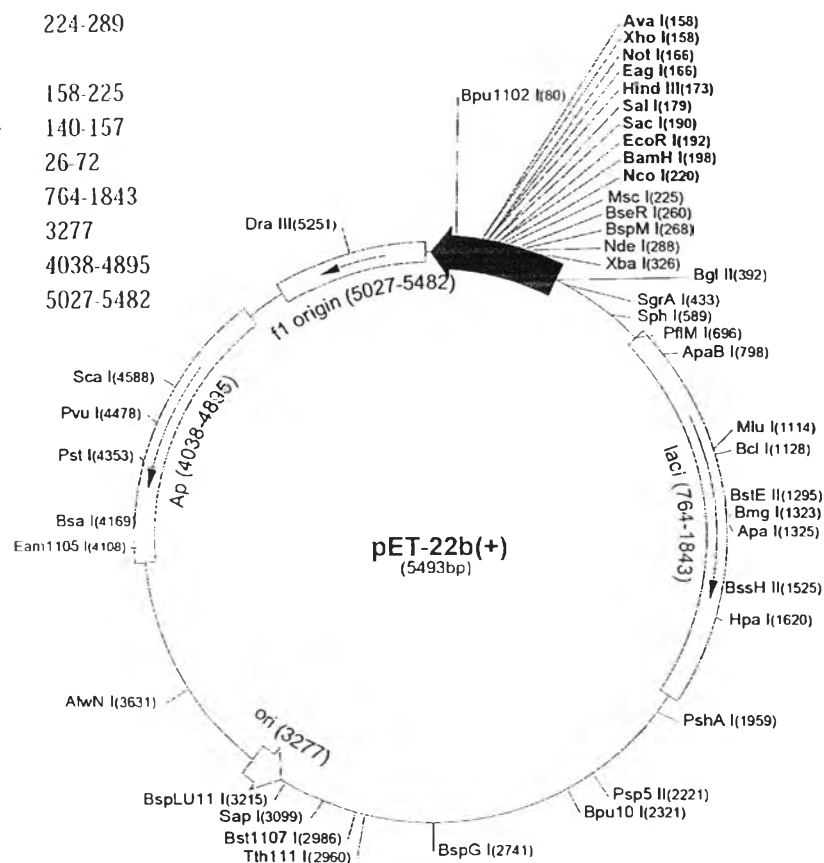 224-289
158-225
140-157
26-72
764-1843
3277
4038-4895
5027-5482
Ava I(158)
Xho I(158)
Not I(166)
Eag I(166)
Hind III(173)
Sal I(179)
Sac I(190)
EcoR I(192)
BamH I(198)
Nco I(220)
Msc I(225)
BseR I(260)
BspM I(268)
Nde I(288)
Xba I(326)
Bgl II(392)
SgrA I(433)
Sph I(589)
PflM I(696)
ApaB I(798)
Mlu I(1114)
Bcl I(1128)
BstE II(1295)
Bmg I(1323)
Apa I(1325)
BssH II(1525)
Hpa I(1620)
PshA I(1959)
Psp5 II(2221)
Bpu10 I(2321)
BspG I(2741)
Tth111 I(2960)
Bst1107 I(2986)
Sap I(3099)
BspLU11 I(3215)
AlwN I(3631)
Eam1105 I(4108)
Bsa I(4169)
Pst I(4353)
Pvu I(4478)
Sca I(4588)
Dra III(5251)
Bpu1102 I(80)
f1 origin (5027-5482)
Ap (4038-4895)
lacI (764-1843)
ori (3277)
pET-22b(+)
(5493bp)